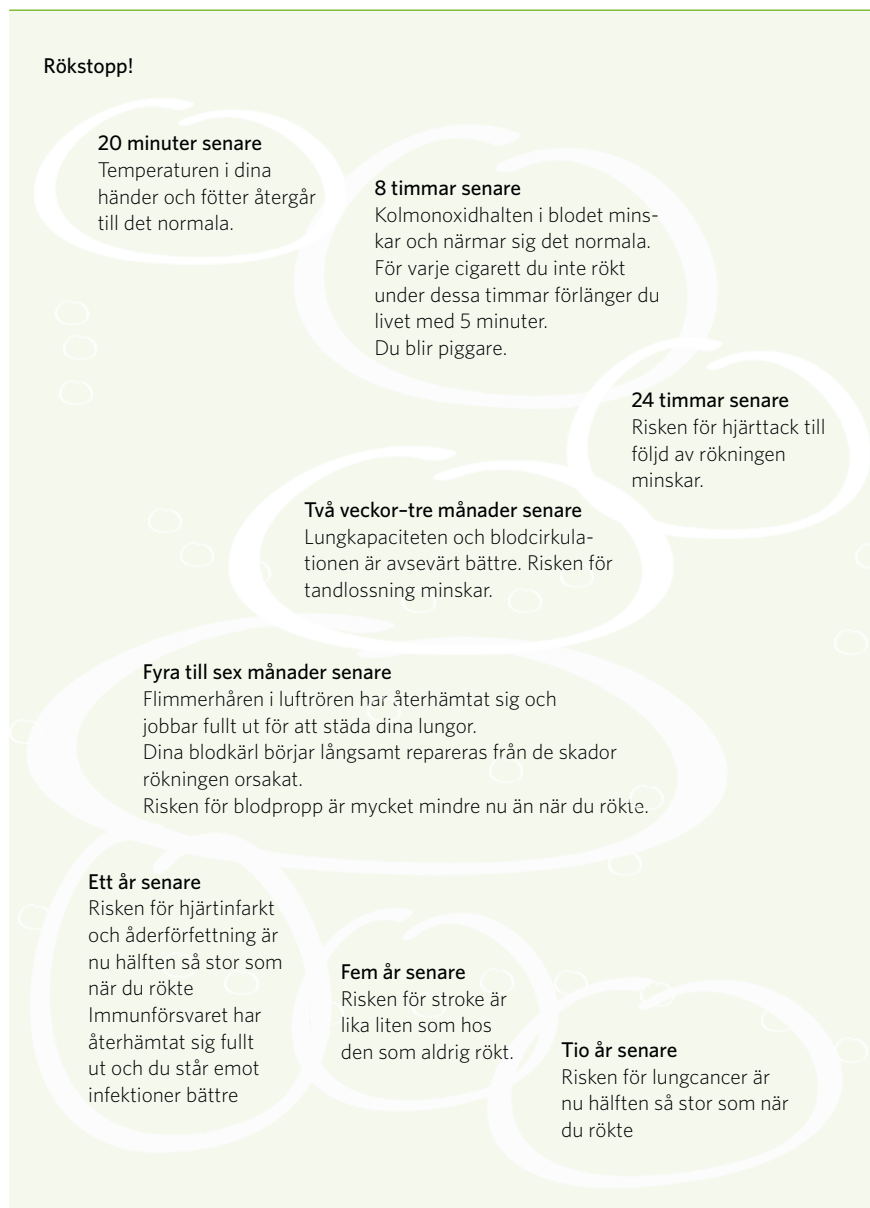 Rökstopp!
20 minuter senare
Temperaturen i dina
händer och fötter återgår
till det normala.
8 timmar senare
Kolmonoxidhalten i blodet mins-
kar och närmar sig det normala.
För varje cigarett du inte rökt
under dessa timmar förlänger du
livet med 5 minuter.
Du blir piggare.
24 timmar senare
Risken för hjärttack till
följd av rökningen
minskar.
Två veckor–tre månader senare
Lungkapaciteten och blodcirkula-
tionen är avsevärt bättre. Risken för
tandlossning minskar.
Fyra till sex månader senare
Flimmerhåren i luftrören har återhämtat sig och
jobbar fullt ut för att städa dina lungor.
Dina blodkärl börjar långsamt repareras från de skador
rökningen orsakat.
Risken för blodpropp är mycket mindre nu än när du rökte.
Ett år senare
Risken för hjärtinfarkt
och åderförfettning är
nu hälften så stor som
när du rökte
Immunförsvaret har
återhämtat sig fullt
ut och du står emot
infektioner bättre
Fem år senare
Risken för stroke är
lika liten som hos
den som aldrig rökt.
Tio år senare
Risken för lungcancer är
nu hälften så stor som när
du rökte